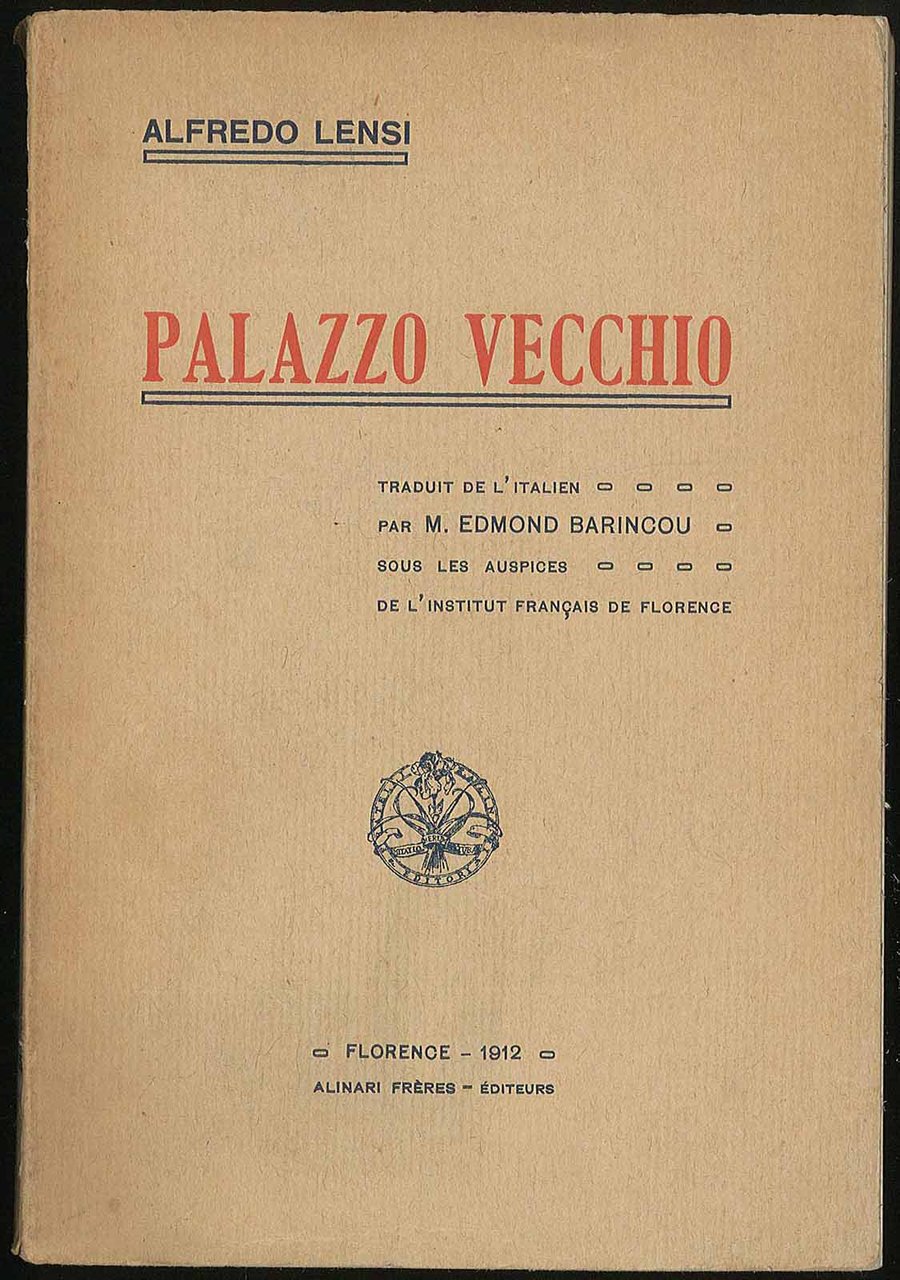 ALFREDO LENSI
PALAZZO VECCHIO
TRADUIT DE L'ITALIEN
PAR M. EDMOND BARINCOU
SOUS LES AUSPICES
DE L'INSTITUT FRANÇAIS DE FLORENCE
EDITORI
FLORENCE - 1912
ALINARI FRÈRES - ÉDITEURS